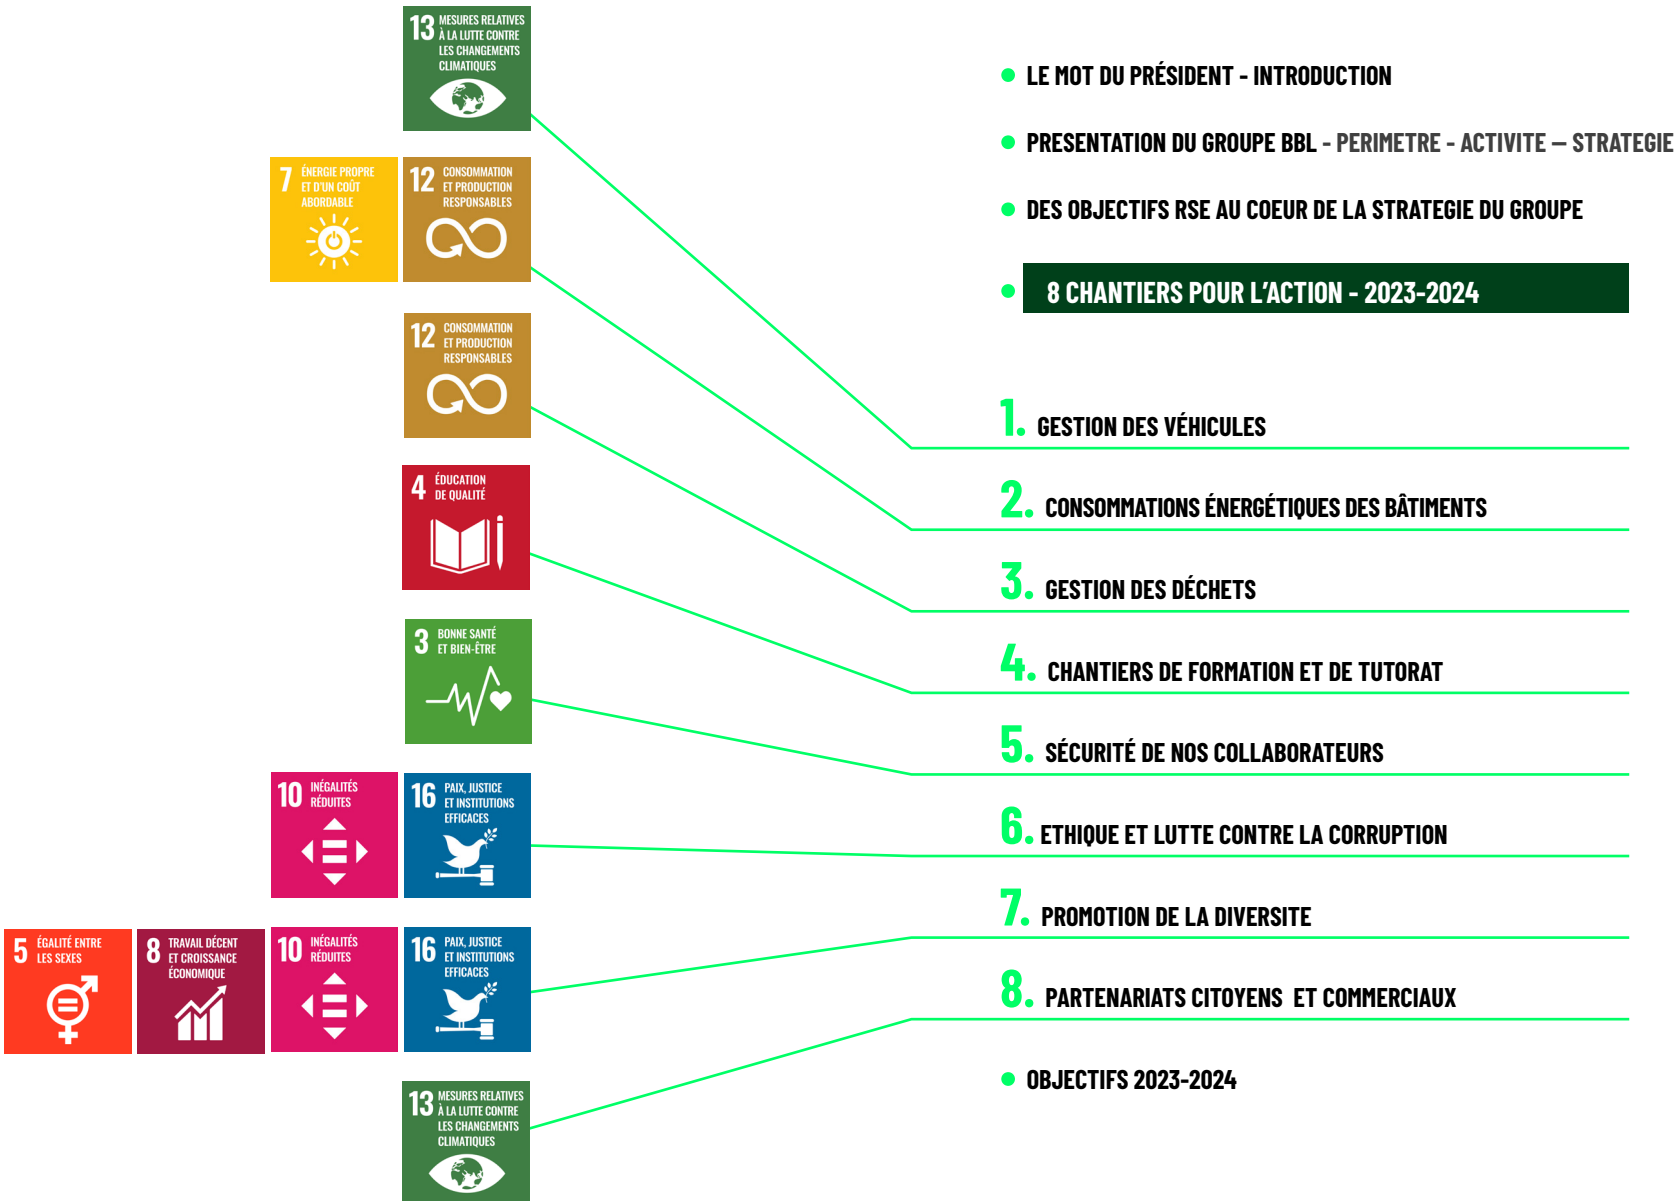 13 MESURES RELATIVES
À LA LUTTE CONTRE
LES CHANGEMENTS
CLIMATIQUES
7 ÉNERGIE PROPRE
ET D'UN COÛT
ABORDABLE
12 CONSOMMATION
ET PRODUCTION
RESPONSABLES
12 CONSOMMATION
ET PRODUCTION
RESPONSABLES
4 ÉDUCATION
DE QUALITÉ
3 BONNE SANTÉ
ET BIEN-ÊTRE
10 INÉGALITÉS
RÉDUITES
16 PAIX, JUSTICE
ET INSTITUTIONS
EFFICACES
5 ÉGALITÉ ENTRE
LES SEXES
8 TRAVAIL DÉCENT
ET CROISSANCE
ÉCONOMIQUE
10 INÉGALITÉS
RÉDUITES
16 PAIX, JUSTICE
ET INSTITUTIONS
EFFICACES
13 MESURES RELATIVES
À LA LUTTE CONTRE
LES CHANGEMENTS
CLIMATIQUES
LE MOT DU PRÉSIDENT - INTRODUCTION
PRESENTATION DU GROUPE BBL - PERIMETRE - ACTIVITE – STRATEGIE
DES OBJECTIFS RSE AU COEUR DE LA STRATEGIE DU GROUPE
8 CHANTIERS POUR L'ACTION - 2023-2024
1. GESTION DES VÉHICULES
2. CONSOMMATIONS ÉNERGÉTIQUES DES BÂTIMENTS
3. GESTION DES DÉCHETS
4. CHANTIERS DE FORMATION ET DE TUTORAT
5. SÉCURITÉ DE NOS COLLABORATEURS
6. ETHIQUE ET LUTTE CONTRE LA CORRUPTION
7. PROMOTION DE LA DIVERSITE
8. PARTENARIATS CITOYENS ET COMMERCIAUX
OBJECTIFS 2023-2024